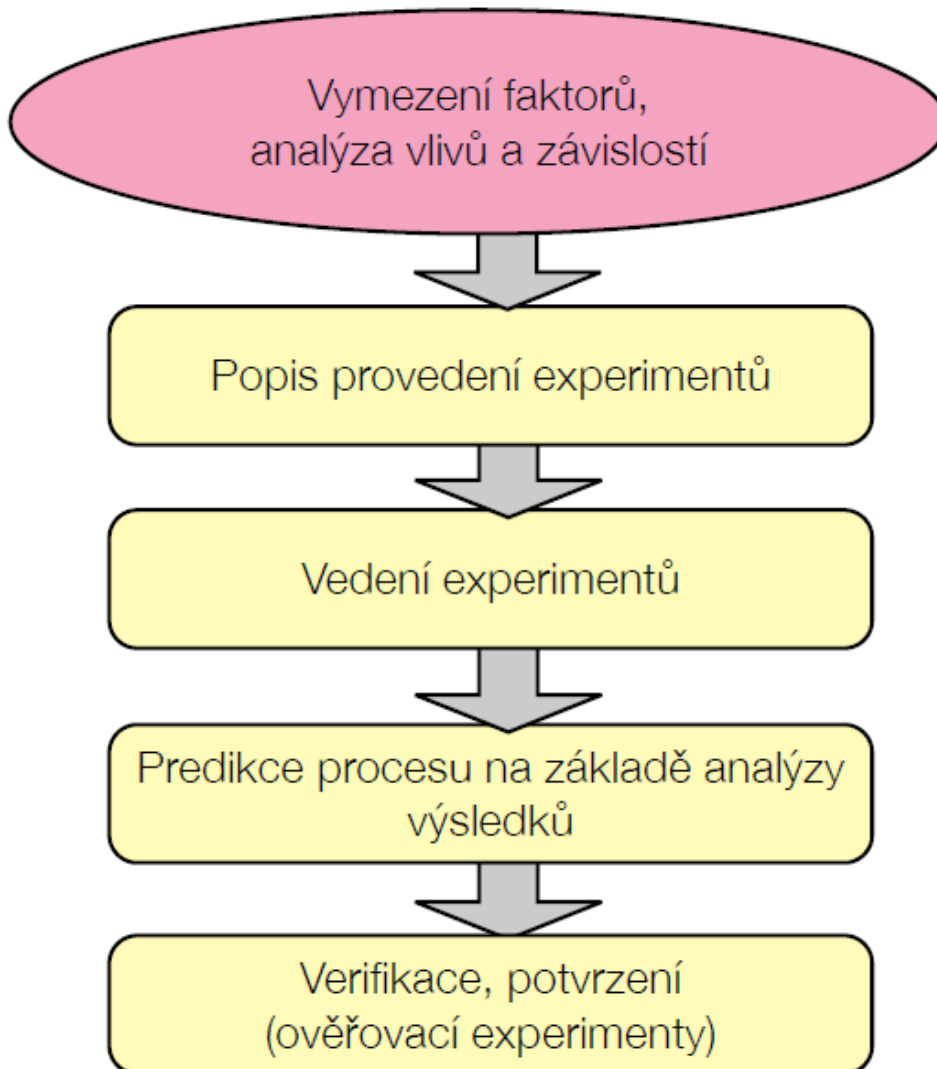 Vymezení faktorů,
analýza vlivů a závislostí
Popis provedení experimentů
Vedení experimentů
Predikce procesu na základě analýzy
výsledků
Verifikace, potvrzení
(ověřovací experimenty)